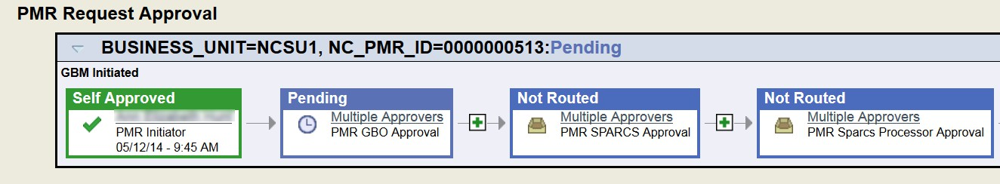 PMR Request Approval
BUSINESS_UNIT=NCSU1, NC_PMR_ID=0000000513:Pending
GBM Initiated
Self Approved
PMR Initiator
05/12/14 - 9:45 AM
Pending
Multiple Approvers
PMR GBO Approval
Not Routed
Multiple Approvers
PMR SPARCS Approval
Not Routed
Multiple Approvers
PMR Sparcs Processor Approval